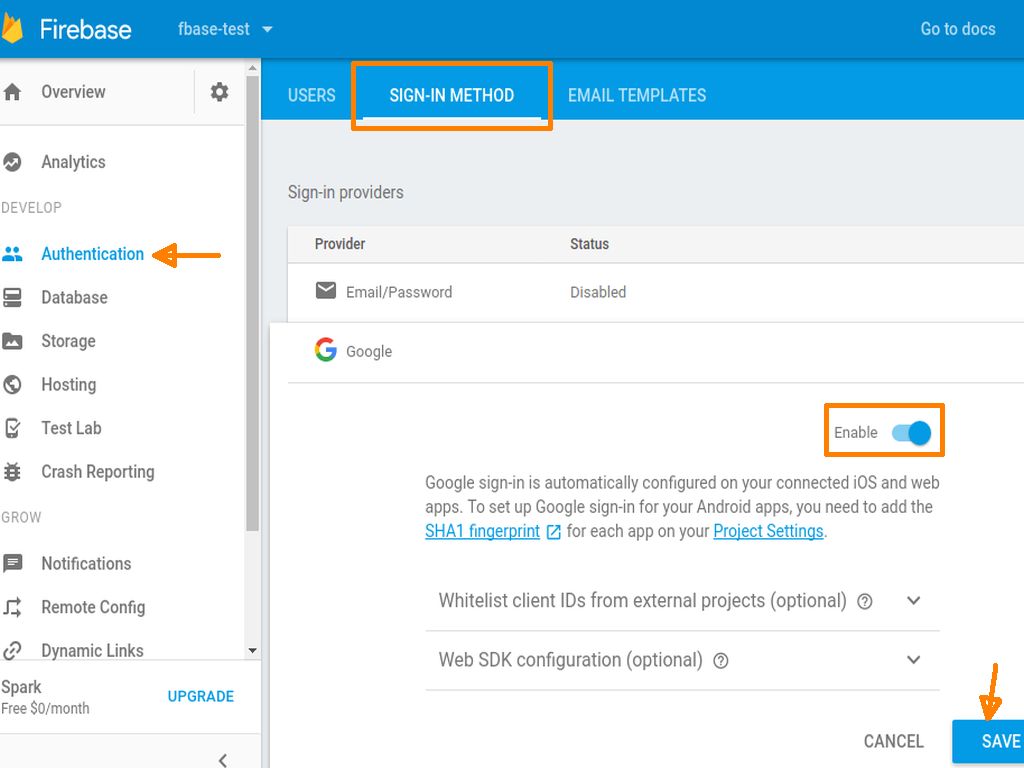 Firebase
fbase-test
Go to docs
Overview
USERS
SIGN-IN METHOD
EMAIL TEMPLATES
Analytics
DEVELOP
Authentication
Database
Storage
Hosting
Test Lab
Crash Reporting
GROW
Notifications
Remote Config
Dynamic Links
Spark
Free $0/month
UPGRADE
Sign-in providers
Provider Status
Email/Password Disabled
Google
Enable
Google sign-in is automatically configured on your connected iOS and web
apps. To set up Google sign-in for your Android apps, you need to add the
SHA1 fingerprint for each app on your Project Settings.
Whitelist client IDs from external projects (optional)
Web SDK configuration (optional)
CANCEL
SAVE